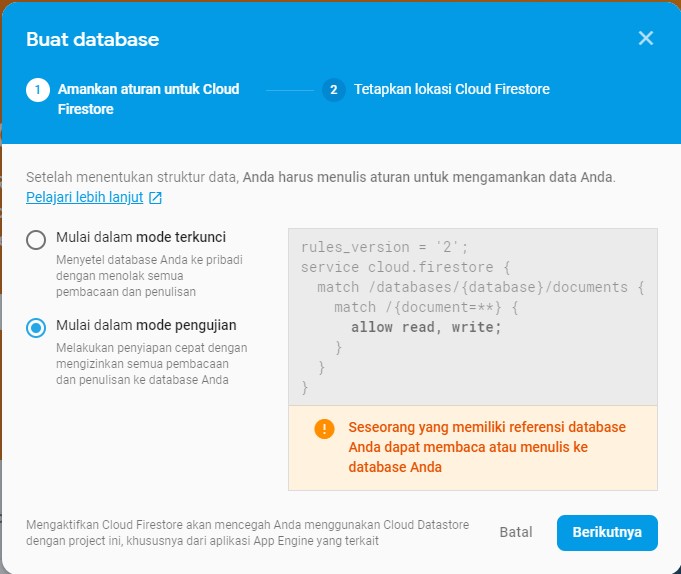 Buat database
1 Amankan aturan untuk Cloud
Firestore
2 Tetapkan lokasi Cloud Firestore
Setelah menentukan struktur data, Anda harus menulis aturan untuk mengamankan data Anda.
Pelajari lebih lanjut
Mulai dalam mode terkunci
Menyetel database Anda ke pribadi
dengan menolak semua
pembacaan dan penulisan
Mulai dalam mode pengujian
Melakukan penyiapan cepat dengan
mengizinkan semua pembacaan
dan penulisan ke database Anda
rules_version = '2';
service cloud.firestore {
match /databases/{database}/documents {
match /{document=**} {
allow read, write;
}
}
}
Seseorang yang memiliki referensi database
Anda dapat membaca atau menulis ke
database Anda
Mengaktifkan Cloud Firestore akan mencegah Anda menggunakan Cloud Datastore
dengan project ini, khususnya dari aplikasi App Engine yang terkait
Batal
Berikutnya